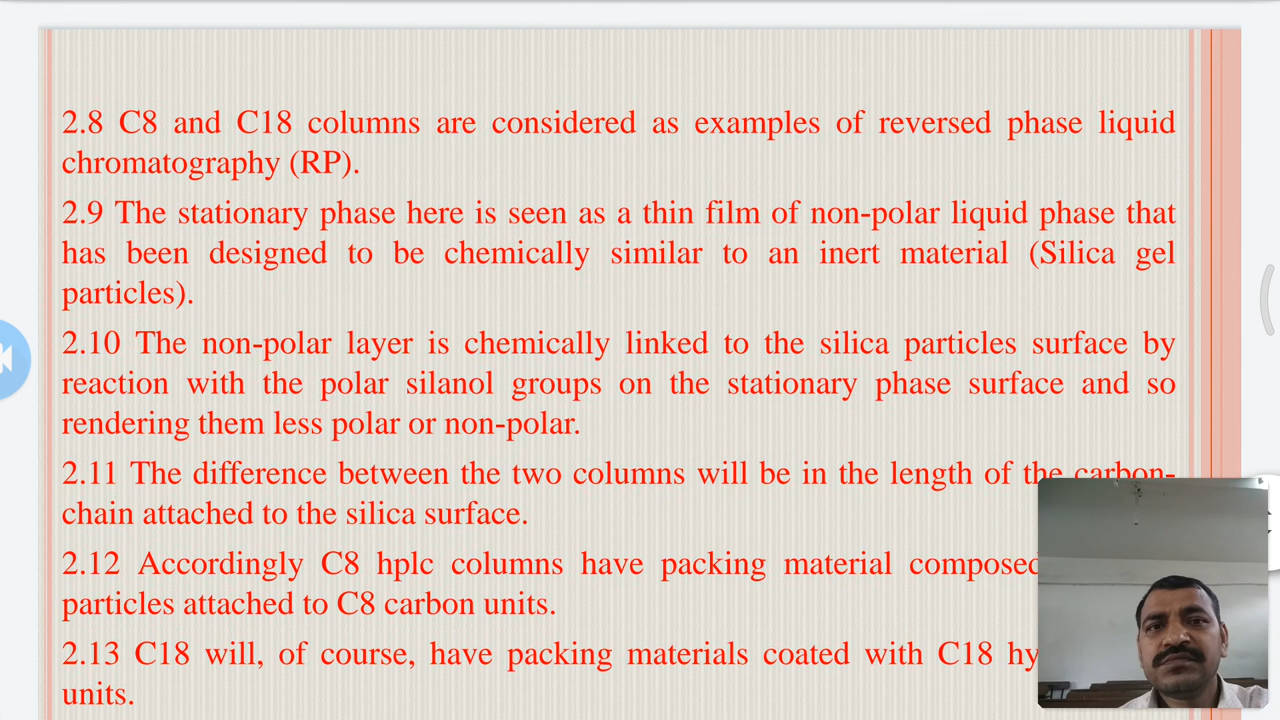 2.8 C8 and C18 columns are considered as examples of reversed phase liquid
chromatography (RP).
2.9 The stationary phase here is seen as a thin film of non-polar liquid phase that
has been designed to be chemically similar to an inert material (Silica gel
particles).
2.10 The non-polar layer is chemically linked to the silica particles surface by
reaction with the polar silanol groups on the stationary phase surface and so
rendering them less polar or non-polar.
2.11 The difference between the two columns will be in the length of the carbon-
chain attached to the silica surface.
2.12 Accordingly C8 hplc columns have packing material composed
particles attached to C8 carbon units.
2.13 C18 will, of course, have packing materials coated with C18
units.